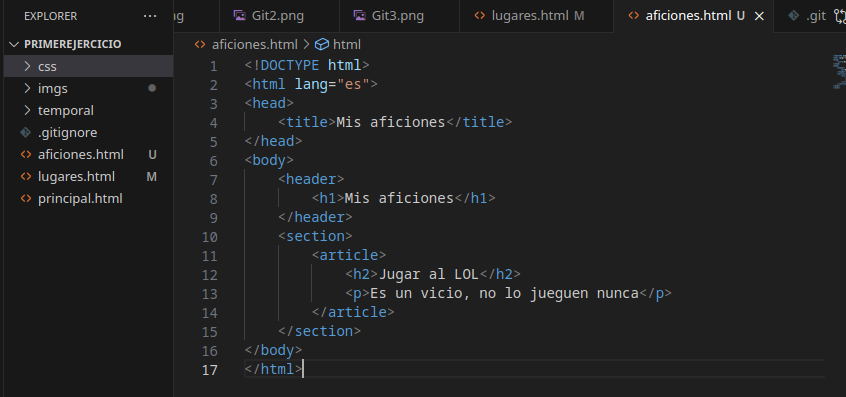 EXPLORER ...
ng Git2.png Git3.png lugares.html M aficiones.html U .git
PRIMEREJERCICIO
css
imgs
temporal
.gitignore
aficiones.html U
lugares.html M
principal.html
aficiones.html > html
1 <!DOCTYPE html>
2 <html lang="es">
3 <head>
4 <title>Mis aficiones</title>
5 </head>
6 <body>
7 <header>
8 <h1>Mis aficiones</h1>
9 </header>
10 <section>
11 <article>
12 <h2>Jugar al LOL</h2>
13 <p>Es un vicio, no lo jueguen nunca</p>
14 </article>
15 </section>
16 </body>
17 </html>